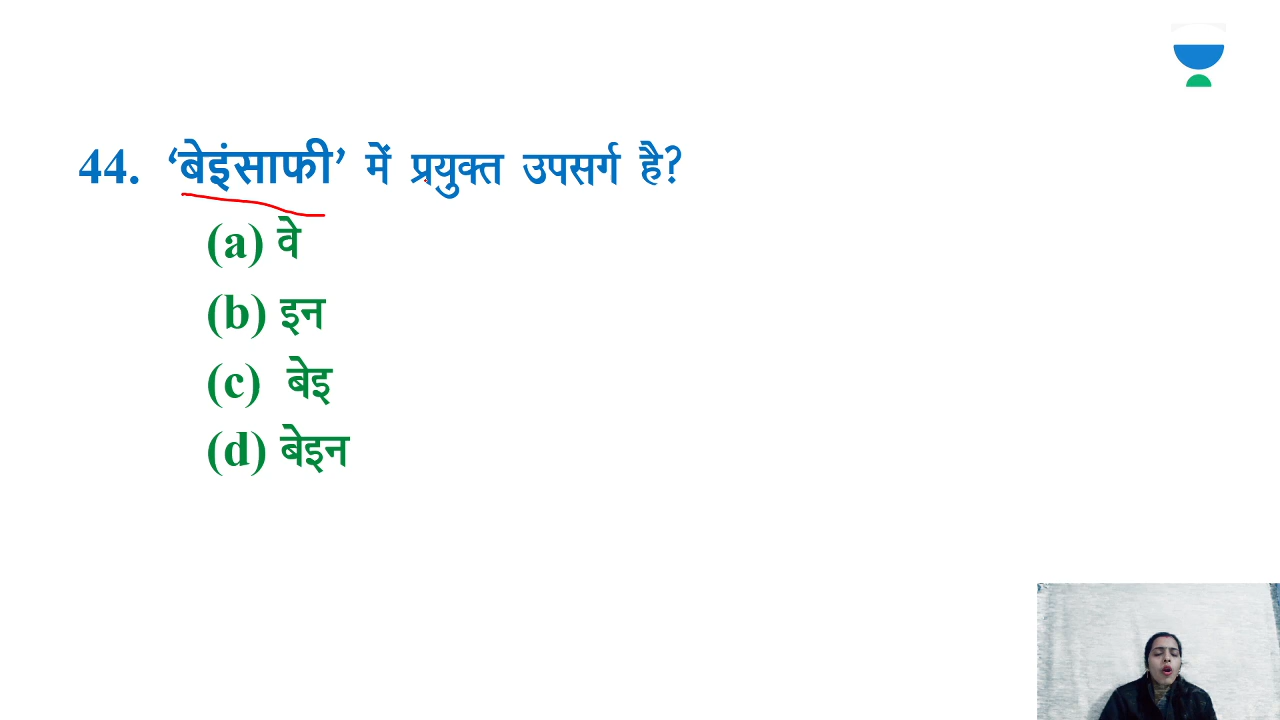 44. ‘बेइंसाफी’ में प्रयुक्त उपसर्ग है?
(a) वे
(b) इन
(c) बेइ
(d) बेइन